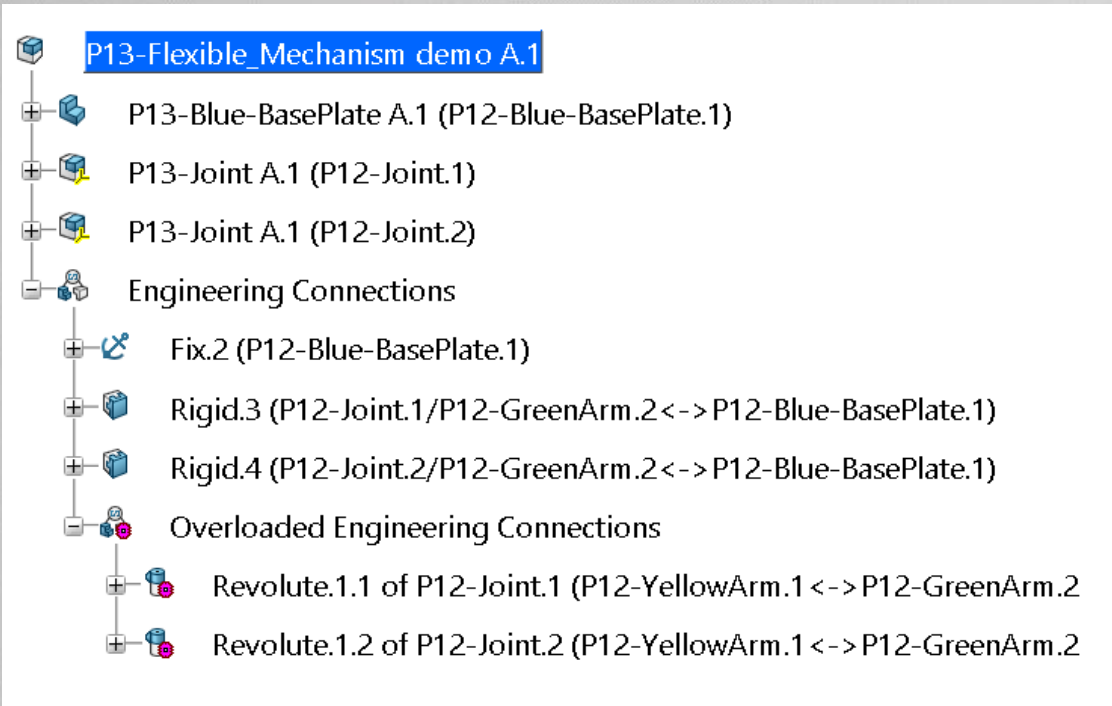 P13-Flexible_Mechanism demo A.1
P13-Blue-BasePlate A.1 (P12-Blue-BasePlate.1)
P13-Joint A.1 (P12-Joint.1)
P13-Joint A.1 (P12-Joint.2)
Engineering Connections
Fix.2 (P12-Blue-BasePlate.1)
Rigid.3 (P12-Joint.1/P12-GreenArm.2<->P12-Blue-BasePlate.1)
Rigid.4 (P12-Joint.2/P12-GreenArm.2<->P12-Blue-BasePlate.1)
Overloaded Engineering Connections
Revolute.1.1 of P12-Joint.1 (P12-YellowArm.1<->P12-GreenArm.2
Revolute.1.2 of P12-Joint.2 (P12-YellowArm.1<->P12-GreenArm.2